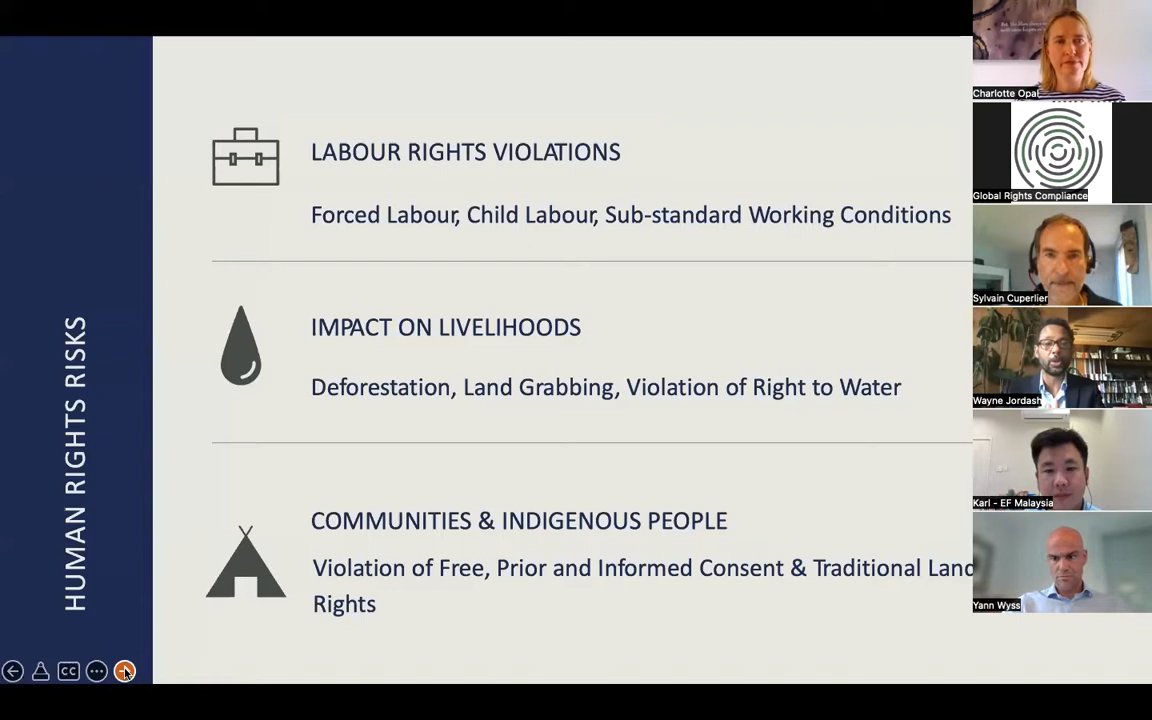 HUMAN RIGHTS RISKS
LABOUR RIGHTS VIOLATIONS
Forced Labour, Child Labour, Sub-standard Working Conditions
IMPACT ON LIVELIHOODS
Deforestation, Land Grabbing, Violation of Right to Water
COMMUNITIES & INDIGENOUS PEOPLE
Violation of Free, Prior and Informed Consent & Traditional Land
Rights
CC
Charlotte Opal
Global Rights Compliance
Sylvain Cuperlier
Wayne Jordash
Karl - EF Malaysia
Yann Wyss